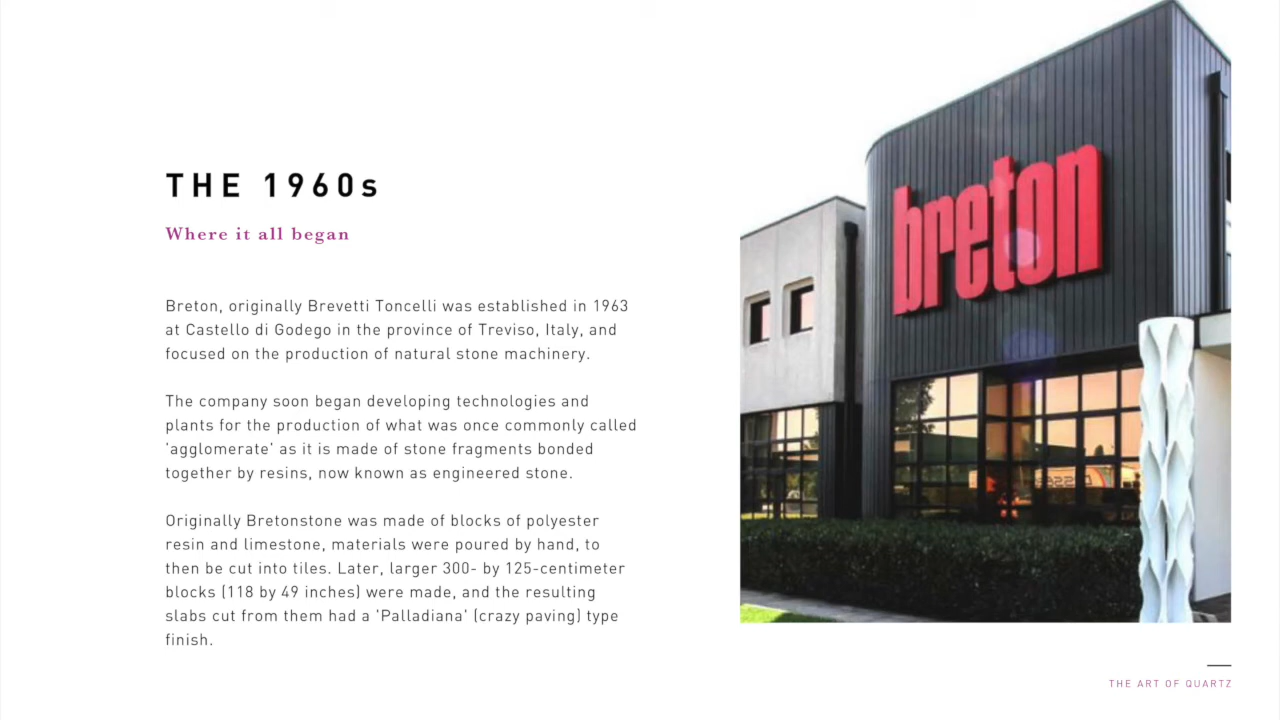 THE 1960s
Where it all began
Breton, originally Brevetti Toncelli was established in 1963
at Castello di Godego in the province of Treviso, Italy, and
focused on the production of natural stone machinery.
The company soon began developing technologies and
plants for the production of what was once commonly called
'agglomerate' as it is made of stone fragments bonded
together by resins, now known as engineered stone.
Originally Bretonstone was made of blocks of polyester
resin and limestone, materials were poured by hand, to
then be cut into tiles. Later, larger 300- by 125-centimeter
blocks (118 by 49 inches) were made, and the resulting
slabs cut from them had a 'Palladiana' (crazy paving) type
finish.
breton
THE ART OF QUARTZ